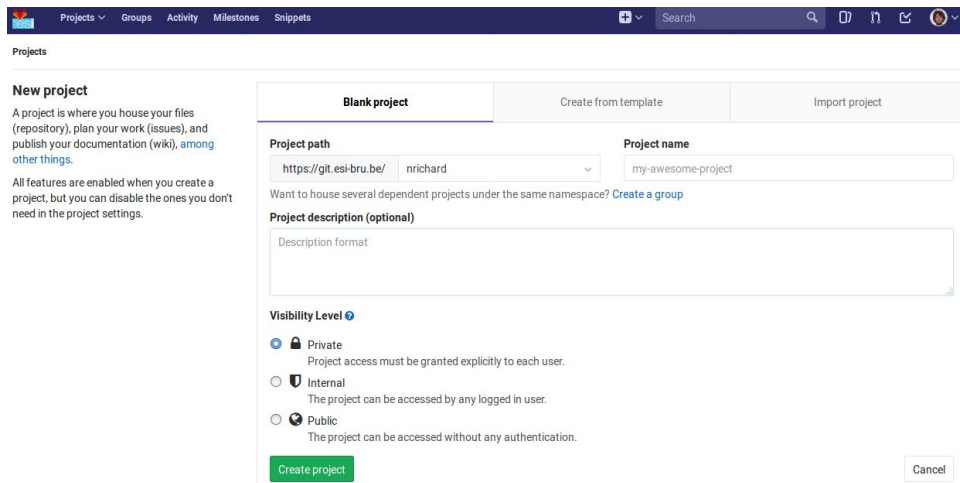 esi Projects Groups Activity Milestones Snippets Search
Projects
New project
A project is where you house your files
(repository), plan your work (issues), and
publish your documentation (wiki), among
other things.
All features are enabled when you create a
project, but you can disable the ones you don't
need in the project settings.
Blank project Create from template Import project
Project path Project name
https://git.esi-bru.be/ nrichard my-awesome-project
Want to house several dependent projects under the same namespace? Create a group
Project description (optional)
Description format
Visibility Level
Private
Project access must be granted explicitly to each user.
Internal
The project can be accessed by any logged in user.
Public
The project can be accessed without any authentication.
Create project Cancel